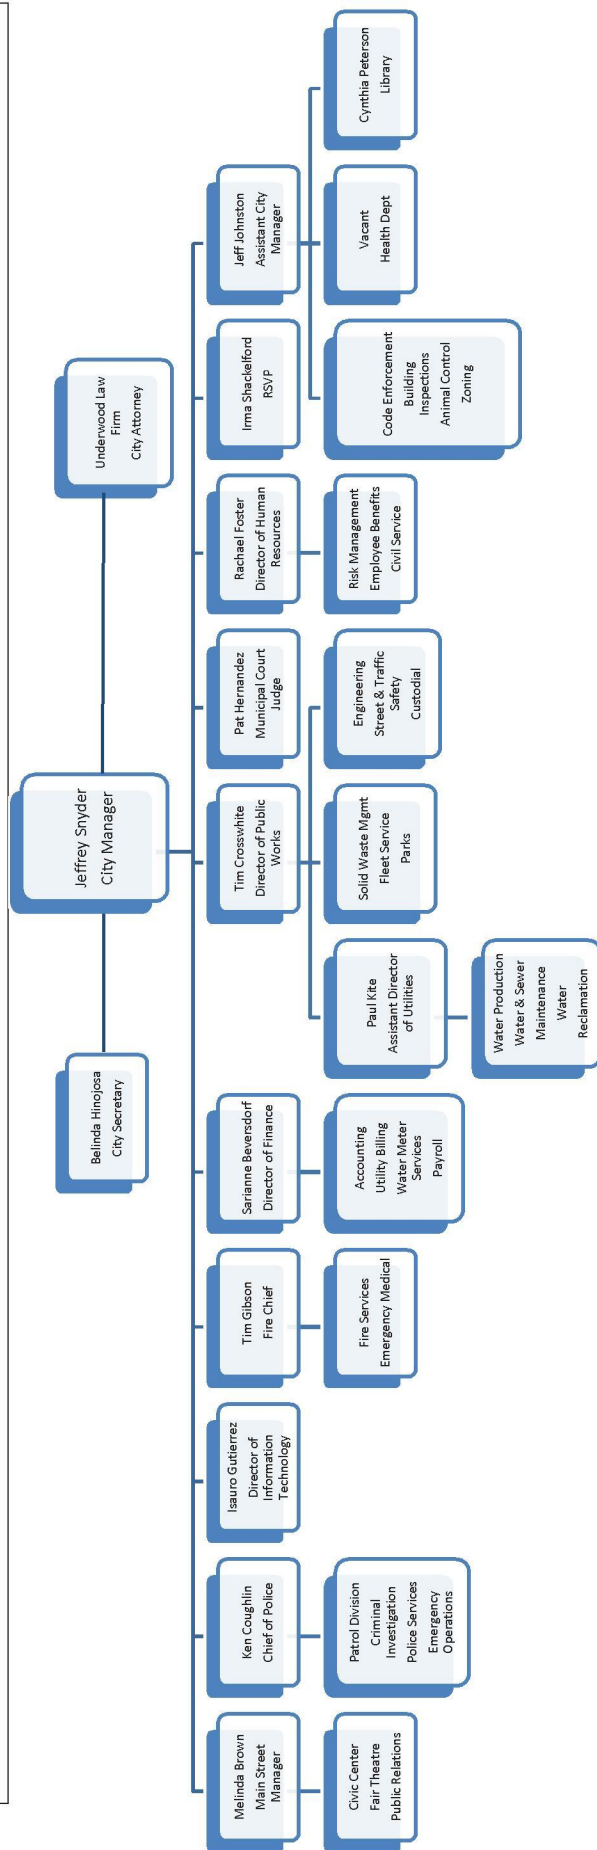 Jeffrey Snyder
City Manager
Belinda Hinojosa
City Secretary
Underwood Law
Firm
City Attorney
Melinda Brown
Main Street
Manager
Ken Coughlin
Chief of Police
Isauro Gutierrez
Director of
Information
Technology
Tim Gibson
Fire Chief
Sarianne Beversdorf
Director of Finance
Tim Crosswhite
Director of Public
Works
Pat Hernandez
Municipal Court
Judge
Rachael Foster
Director of Human
Resources
Irma Shackelford
RSVP
Jeff Johnston
Assistant City
Manager
Civic Center
Fair Theatre
Public Relations
Patrol Division
Criminal
Investigation
Police Services
Emergency
Operations
Fire Services
Emergency Medical
Accounting
Utility Billing
Water Meter
Services
Payroll
Paul Kite
Assistant Director
of Utilities
Solid Waste Mgmt
Fleet Service
Parks
Engineering
Street & Traffic
Safety
Custodial
Risk Management
Employee Benefits
Civil Service
Code Enforcement
Building
Inspections
Animal Control
Zoning
Vacant
Health Dept
Cynthia Peterson
Library
Water Production
Water & Sewer
Maintenance
Water
Reclamation